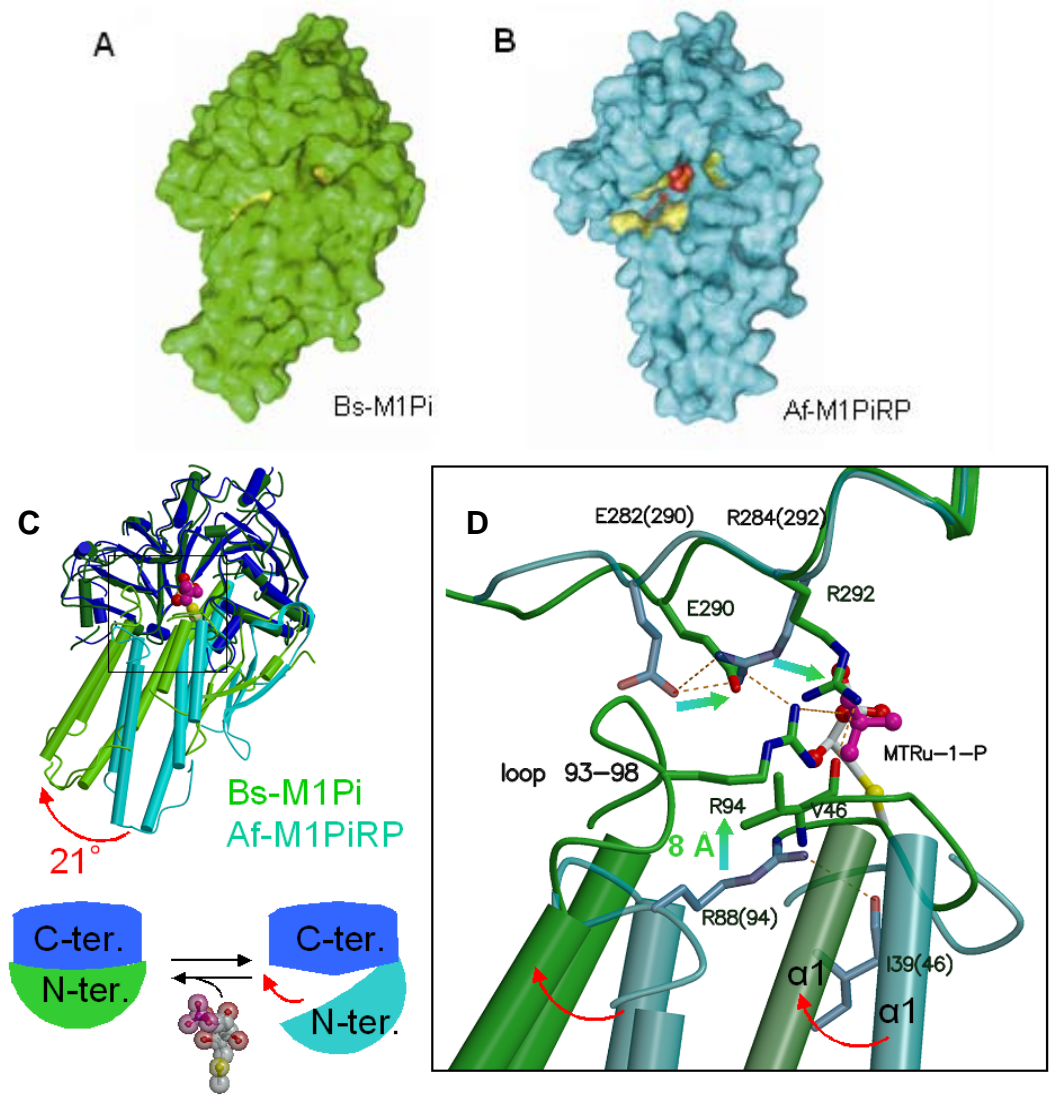 A
B
Bs-M1Pi
Af-M1PiRP
C
Bs-M1Pi
Af-M1PiRP
21°
C-ter.
N-ter.
C-ter.
N-ter.
D
E282(290)
R284(292)
E290
R292
MTRu-1-P
loop 93-98
R94
V46
8 Å
R88(94)
I39(46)
α1
α1